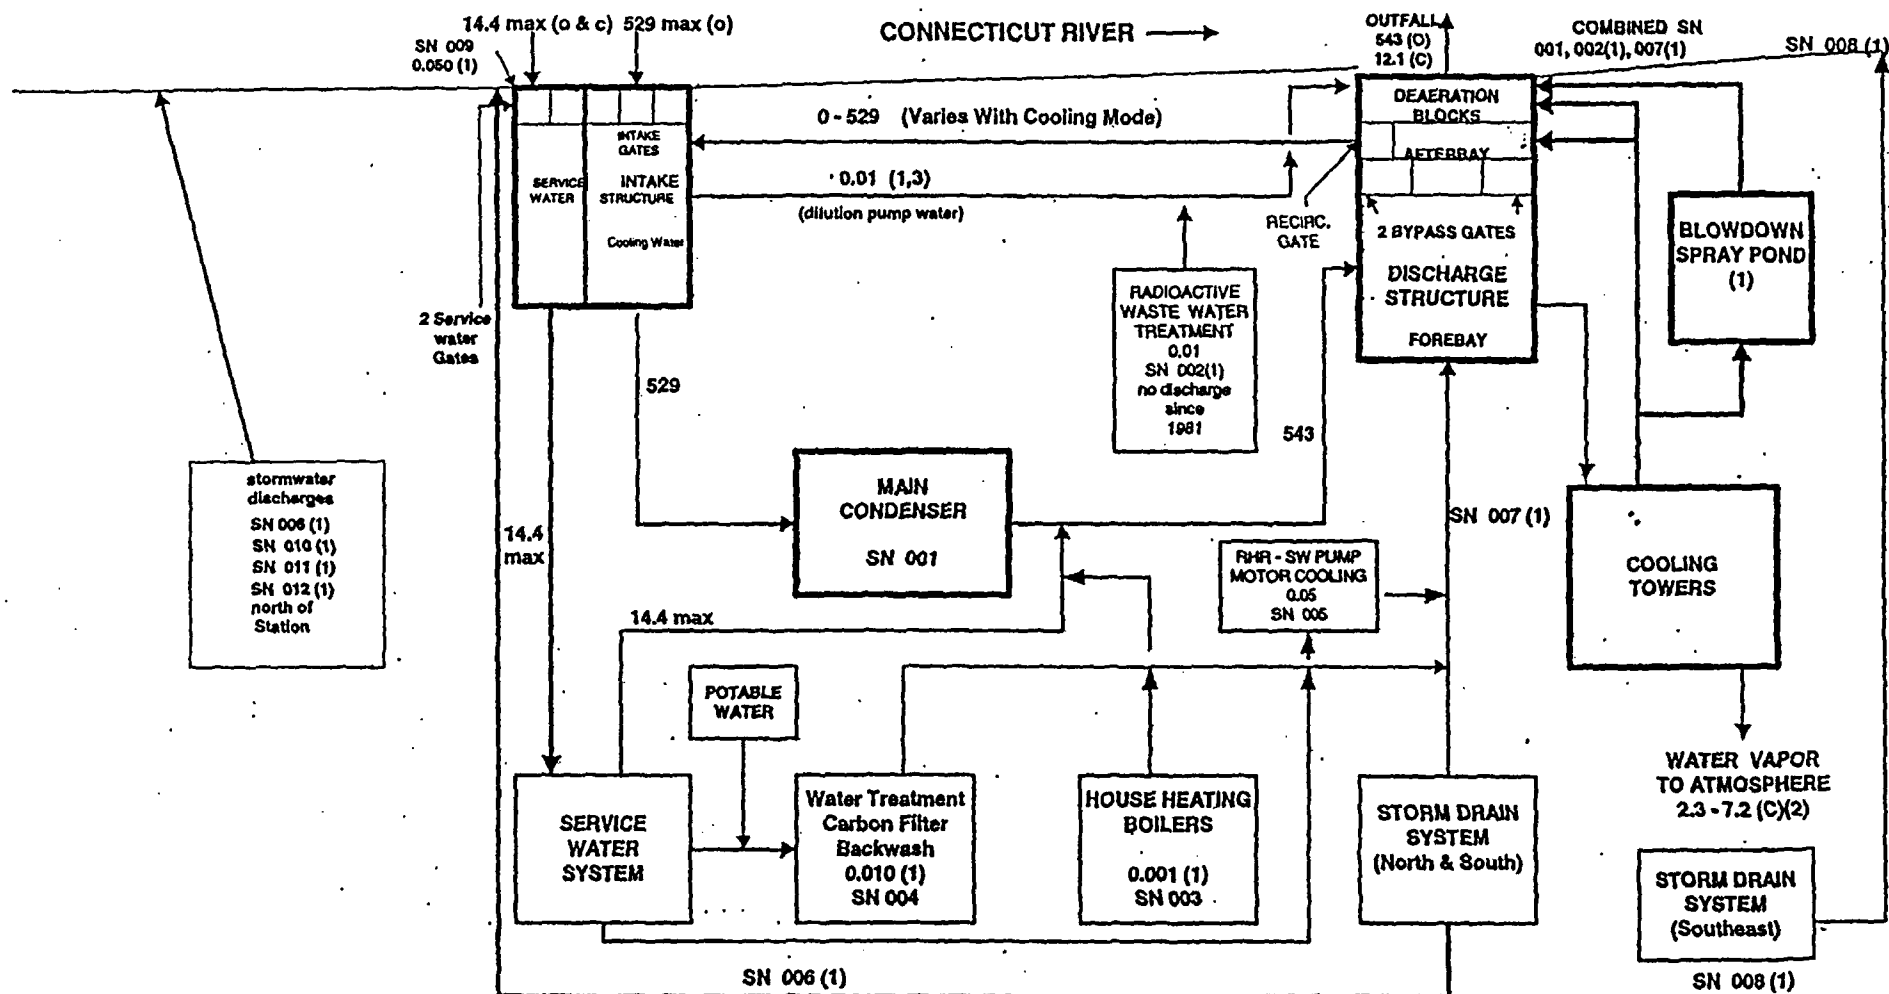 14.4 max (o & c) 529 max (o)
SN 009
0.050 (1)
CONNECTICUT RIVER
OUTFALL
543 (O)
12.1 (C)
COMBINED SN
001, 002(1), 007(1)
SN 008 (1)
INTAKE
GATES
SERVICE
WATER
INTAKE
STRUCTURE
Cooling Water
0 - 529 (Varies With Cooling Mode)
0.01 (1,3)
(dilution pump water)
DEAERATION
BLOCKS
AFTERBAY
RECIRC.
GATE
2 BYPASS GATES
DISCHARGE
STRUCTURE
FOREBAY
BLOWDOWN
SPRAY POND
(1)
2 Service
water
Gates
RADIOACTIVE
WASTE WATER
TREATMENT
0.01
SN 002(1)
no discharge
since
1981
529
543
stormwater
discharges
SN 006 (1)
SN 010 (1)
SN 011 (1)
SN 012 (1)
north of
Station
14.4
max
MAIN
CONDENSER
SN 001
SN 007 (1)
RHR - SW PUMP
MOTOR COOLING
0.05
SN 005
COOLING
TOWERS
14.4 max
POTABLE
WATER
SERVICE
WATER
SYSTEM
Water Treatment
Carbon Filter
Backwash
0.010 (1)
SN 004
HOUSE HEATING
BOILERS
0.001 (1)
SN 003
STORM DRAIN
SYSTEM
(North & South)
WATER VAPOR
TO ATMOSPHERE
2.3 - 7.2 (C)(2)
STORM DRAIN
SYSTEM
(Southeast)
SN 006 (1)
SN 008 (1)